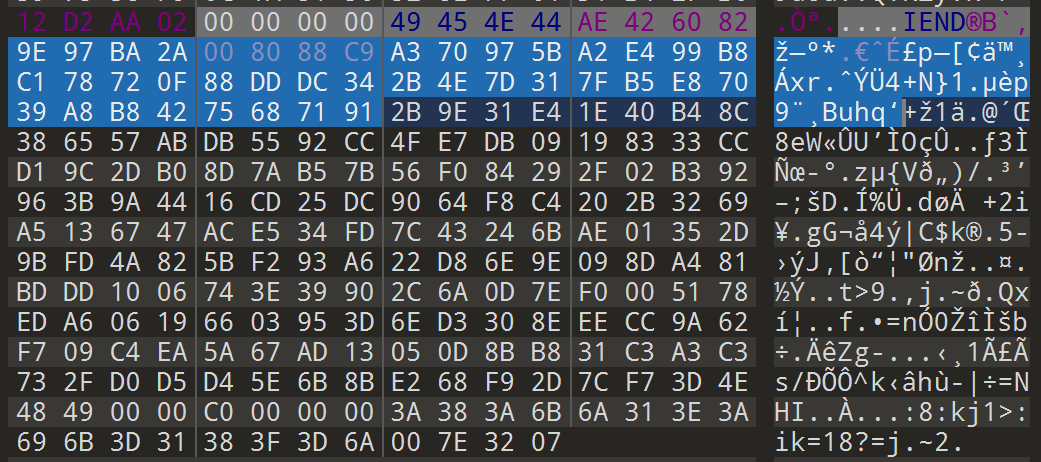 12 D2 AA 02 00 00 00 00 49 45 4E 44 AE 42 60 82 .Òª.....IEND®B`‚
9E 97 BA 2A 00 80 88 C9 A3 70 97 5B A2 E4 99 B8 ž—º*.€ˆÉ£p—[¢ä™¸
C1 78 72 0F 88 DD DC 34 2B 4E 7D 31 7F B5 E8 70 Áxr.ˆÝÜ4+N}1.µèp
39 A8 B8 42 75 68 71 91 2B 9E 31 E4 1E 40 B4 8C 9¨¸Buhq‘+ž1ä.@´Œ
38 65 57 AB DB 55 92 CC 4F E7 DB 09 19 83 33 CC 8eW«ÛU’ÌOçÛ..ƒ3Ì
D1 9C 2D B0 8D 7A B5 7B 56 F0 84 29 2F 02 B3 92 Ñœ-°.zµ{Vð„)/.³’
96 3B 9A 44 16 CD 25 DC 90 64 F8 C4 20 2B 32 69 –;šD.Í%Ü.døÄ +2i
A5 13 67 47 AC E5 34 FD 7C 43 24 6B AE 01 35 2D ¥.gG¬å4ý|C$k®.5-
9B FD 4A 82 5B F2 93 A6 22 D8 6E 9E 09 8D A4 81 ›ýJ‚[ò“¦"Ønž..¤.
BD DD 10 06 74 3E 39 90 2C 6A 0D 7E F0 00 51 78 ½Ý..t>9.,j.~ð.Qx
ED A6 06 19 66 03 95 3D 6E D3 30 8E EE CC 9A 62 í¦..f.•=nÓ0ŽîÌšb
F7 09 C4 EA 5A 67 AD 13 05 0D 8B B8 31 C3 A3 C3 ÷.ÄêZg-...‹¸1Ã£Ã
73 2F D0 D5 D4 5E 6B 8B E2 68 F9 2D 7C F7 3D 4E s/ÐÕÔ^k‹âhù-|÷=N
48 49 00 00 C0 00 00 00 3A 38 3A 6B 6A 31 3E 3A HI..À...:8:kj1>:
69 6B 3D 31 38 3F 3D 6A 00 7E 32 07 ik=18?=j.~2.